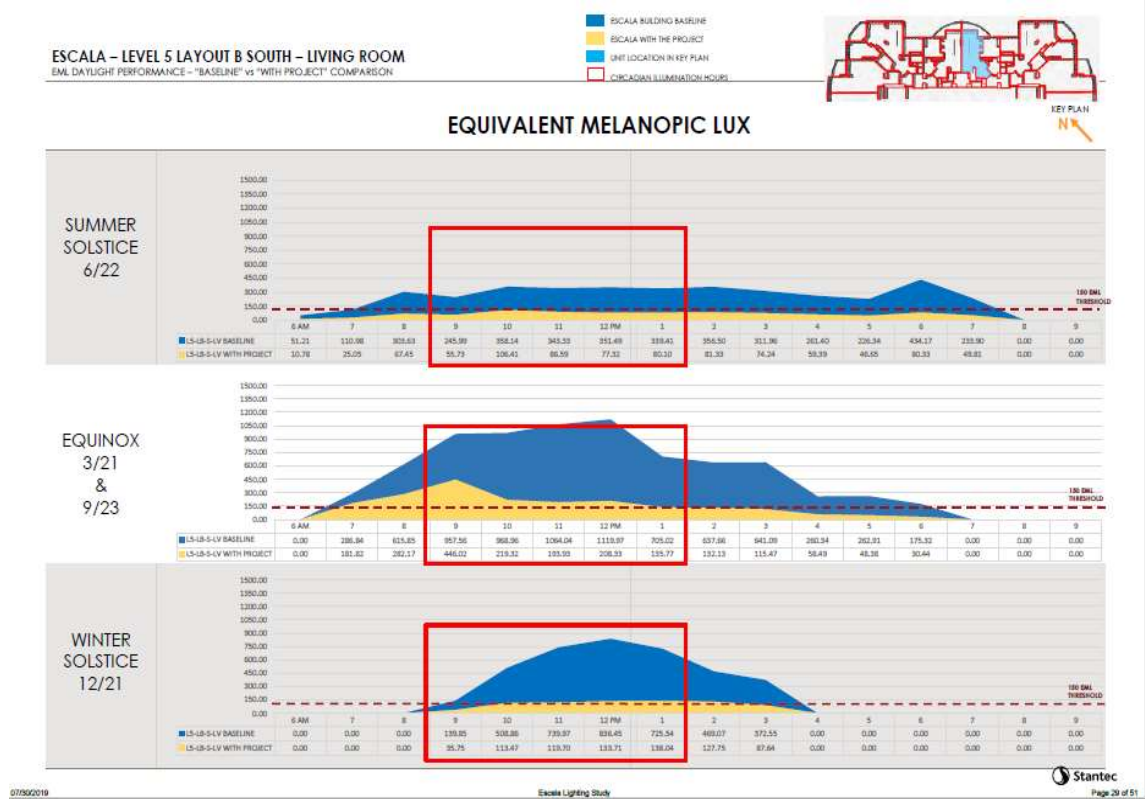 ESCALA BUILDING BASELINE
ESCALA WITH THE PROJECT
UNIT LOCATION IN KEY PLAN
CIRCADIAN ILLUMINATION HOURS
ESCALA – LEVEL 5 LAYOUT B SOUTH – LIVING ROOM
EML DAYLIGHT PERFORMANCE – "BASELINE" vs "WITH PROJECT" COMPARISON
KEY PLAN
N
EQUIVALENT MELANOPIC LUX
SUMMER
SOLSTICE
6/22
1500.00
1350.00
1200.00
1050.00
900.00
750.00
600.00
450.00
300.00
150.00
0.00
150 EML
THRESHOLD
6 AM 7 8 9 10 11 12 PM 1 2 3 4 5 6 7 8 9
L5-LB-S-LV BASELINE 51.21 110.98 303.63 245.99 358.14 343.33 351.49 339.41 356.50 311.96 261.40 226.34 434.17 233.90 0.00 0.00
L5-LB-S-LV WITH PROJECT 10.78 25.05 67.45 55.73 106.41 86.59 77.32 80.10 81.33 74.24 59.39 46.65 80.33 49.81 0.00 0.00
EQUINOX
3/21
&
9/23
1500.00
1350.00
1200.00
1050.00
900.00
750.00
600.00
450.00
300.00
150.00
0.00
150 EML
THRESHOLD
6 AM 7 8 9 10 11 12 PM 1 2 3 4 5 6 7 8 9
L5-LB-S-LV BASELINE 0.00 286.84 615.85 957.56 968.96 1064.04 1119.97 705.02 637.66 641.09 260.34 262.91 175.32 0.00 0.00 0.00
L5-LB-S-LV WITH PROJECT 0.00 181.82 282.17 446.02 219.32 193.93 208.33 135.77 132.13 115.47 58.49 48.38 30.44 0.00 0.00 0.00
WINTER
SOLSTICE
12/21
1500.00
1350.00
1200.00
1050.00
900.00
750.00
600.00
450.00
300.00
150.00
0.00
150 EML
THRESHOLD
6 AM 7 8 9 10 11 12 PM 1 2 3 4 5 6 7 8 9
L5-LB-S-LV BASELINE 0.00 0.00 0.00 139.85 508.86 739.97 836.45 725.54 469.07 372.55 0.00 0.00 0.00 0.00 0.00 0.00
L5-LB-S-LV WITH PROJECT 0.00 0.00 0.00 35.75 113.47 119.70 133.71 138.04 127.75 87.64 0.00 0.00 0.00 0.00 0.00 0.00
Stantec
07/30/2019
Escala Lighting Study
Page 29 of 51